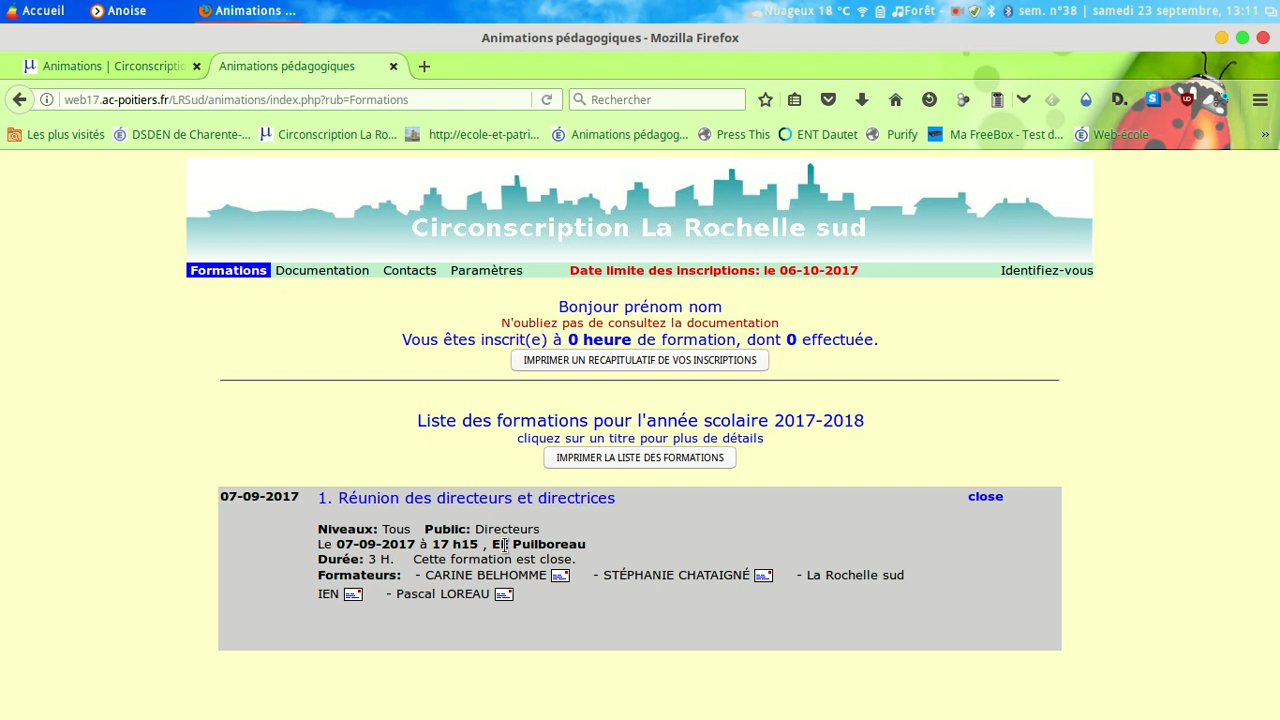 Accueil Anoise Animations ... Nuageux 18 °C Forêt - sem. n°38 | samedi 23 septembre, 13:11
Animations pédagogiques - Mozilla Firefox
Animations | Circonscriptio Animations pédagogiques
web17.ac-poitiers.fr/LRSud/animations/index.php?rub=Formations Rechercher
Les plus visités DSDEN de Charente-... Circonscription La Ro... http://ecole-et-patri... Animations pédagog... Press This ENT Dautet Purify Ma FreeBox - Test d... Web-école »
Circonscription La Rochelle sud
Formations Documentation Contacts Paramètres Date limite des inscriptions: le 06-10-2017 Identifiez-vous
Bonjour prénom nom
N'oubliez pas de consultez la documentation
Vous êtes inscrit(e) à 0 heure de formation, dont 0 effectuée.
IMPRIMER UN RECAPITULATIF DE VOS INSCRIPTIONS
Liste des formations pour l'année scolaire 2017-2018
cliquez sur un titre pour plus de détails
IMPRIMER LA LISTE DES FORMATIONS
07-09-2017 1. Réunion des directeurs et directrices close
Niveaux: Tous Public: Directeurs
Le 07-09-2017 à 17 h15 , Puilboreau
Durée: 3 H. Cette formation est close.
Formateurs: - CARINE BELHOMME - STÉPHANIE CHATAIGNÉ - La Rochelle sud
IEN - Pascal LOREAU